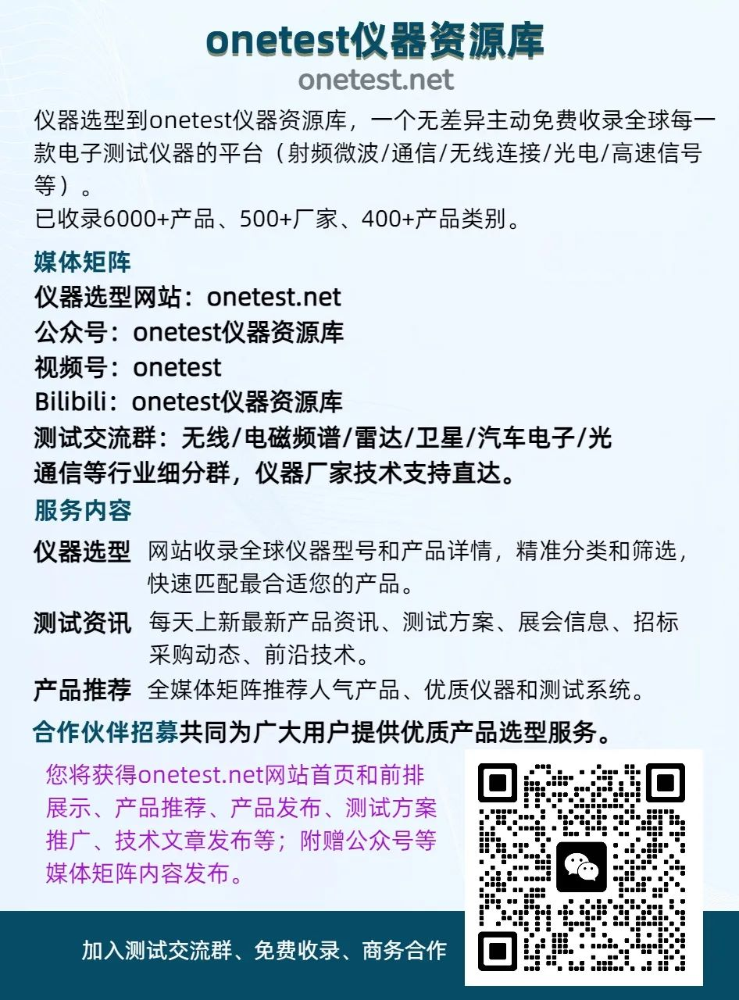 onetest仪器资源库
onetest.net
仪器选型到onetest仪器资源库，一个无差异主动免费收录全球每一
款电子测试仪器的平台（射频微波/通信/无线连接/光电/高速信号
等）。
已收录6000+产品、500+厂家、400+产品类别。
媒体矩阵
仪器选型网站：onetest.net
公众号：onetest仪器资源库
视频号：onetest
Bilibili：onetest仪器资源库
测试交流群：无线/电磁频谱/雷达/卫星/汽车电子/光
通信等行业细分群，仪器厂家技术支持直达。
服务内容
仪器选型 网站收录全球仪器型号和产品详情，精准分类和筛选，
快速匹配最合适您的产品。
测试资讯 每天上新最新产品资讯、测试方案、展会信息、招标
采购动态、前沿技术。
产品推荐 全媒体矩阵推荐人气产品、优质仪器和测试系统。
合作伙伴招募共同为广大用户提供优质产品选型服务。
您将获得onetest.net网站首页和前排
展示、产品推荐、产品发布、测试方案
推广、技术文章发布等；附赠公众号等
媒体矩阵内容发布。
加入测试交流群、免费收录、商务合作